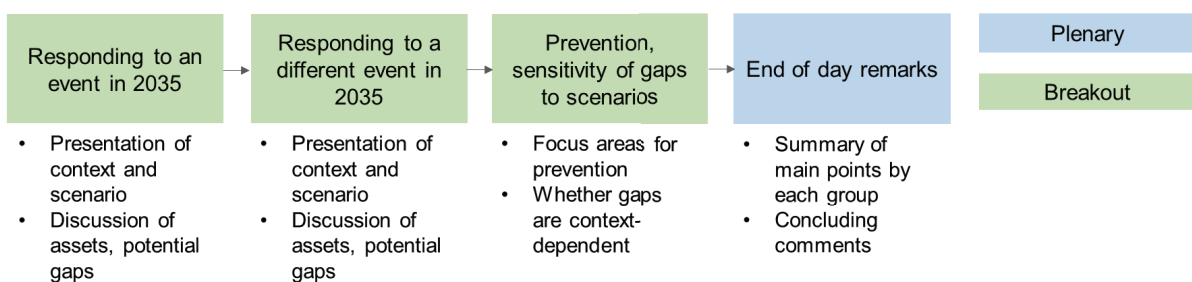 Responding to an
event in 2035
• Presentation of
context and
scenario
• Discussion of
assets, potential
gaps
Responding to a
different event in
2035
• Presentation of
context and
scenario
• Discussion of
assets, potential
gaps
Prevention,
sensitivity of gaps
to scenarios
• Focus areas for
prevention
• Whether gaps
are context-
dependent
End of day remarks
• Summary of
main points by
each group
• Concluding
comments
Plenary
Breakout